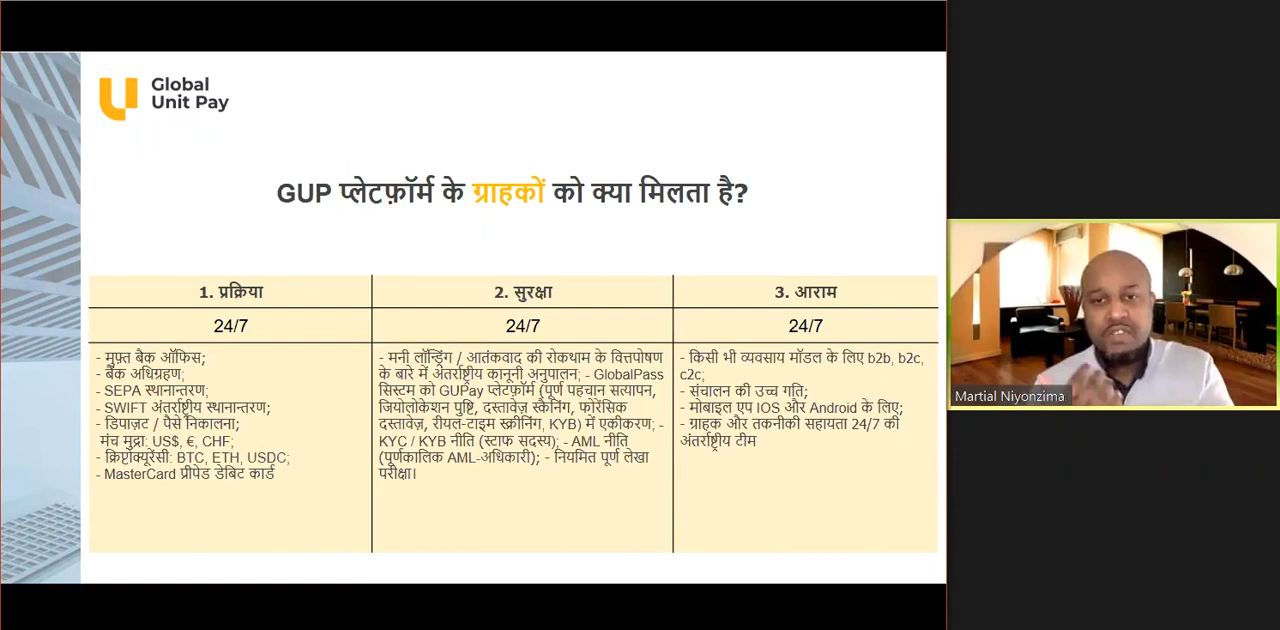 Global
Unit Pay
GUP प्लेटफ़ॉर्म के ग्राहकों को क्या मिलता है?
1. प्रक्रिया
2. सुरक्षा
3. आराम
24/7
24/7
24/7
- मुफ़्त बैक ऑफिस;
- बैंक अधिग्रहण;
- SEPA स्थानान्तरण;
- SWIFT अंतर्राष्ट्रीय स्थानान्तरण;
- डिपाज़ट / पैसे निकालना;
मंच मुद्रा: US$, €, CHF;
- क्रिप्टोक्यूरेंसी: BTC, ETH, USDC;
- MasterCard प्रीपेड डेबिट कार्ड
- मनी लॉन्ड्रिंग / आतंकवाद की रोकथाम के वित्तपोषण
के बारे में अंतर्राष्ट्रीय कानूनी अनुपालन; - GlobalPass
सिस्टम को GUPay प्लेटफ़ॉर्म (पूर्ण पहचान सत्यापन,
जियोलोकेशन पुष्टि, दस्तावेज़ स्कैनिंग, फोरेंसिक
दस्तावेज़, रीयल-टाइम स्क्रीनिंग, KYB) में एकीकरण; -
KYC / KYB नीति (स्टाफ सदस्य); - AML नीति
(पूर्णकालिक AML-अधिकारी); - नियमित पूर्ण लेखा
परीक्षा।
- किसी भी व्यवसाय मॉडल के लिए b2b, b2c,
c2c;
- संचालन की उच्च गति;
- मोबाइल एप IOS और Android के लिए;
- ग्राहक और तकनीकी सहायता 24/7 की
अंतर्राष्ट्रीय टीम
Martial Niyonzima